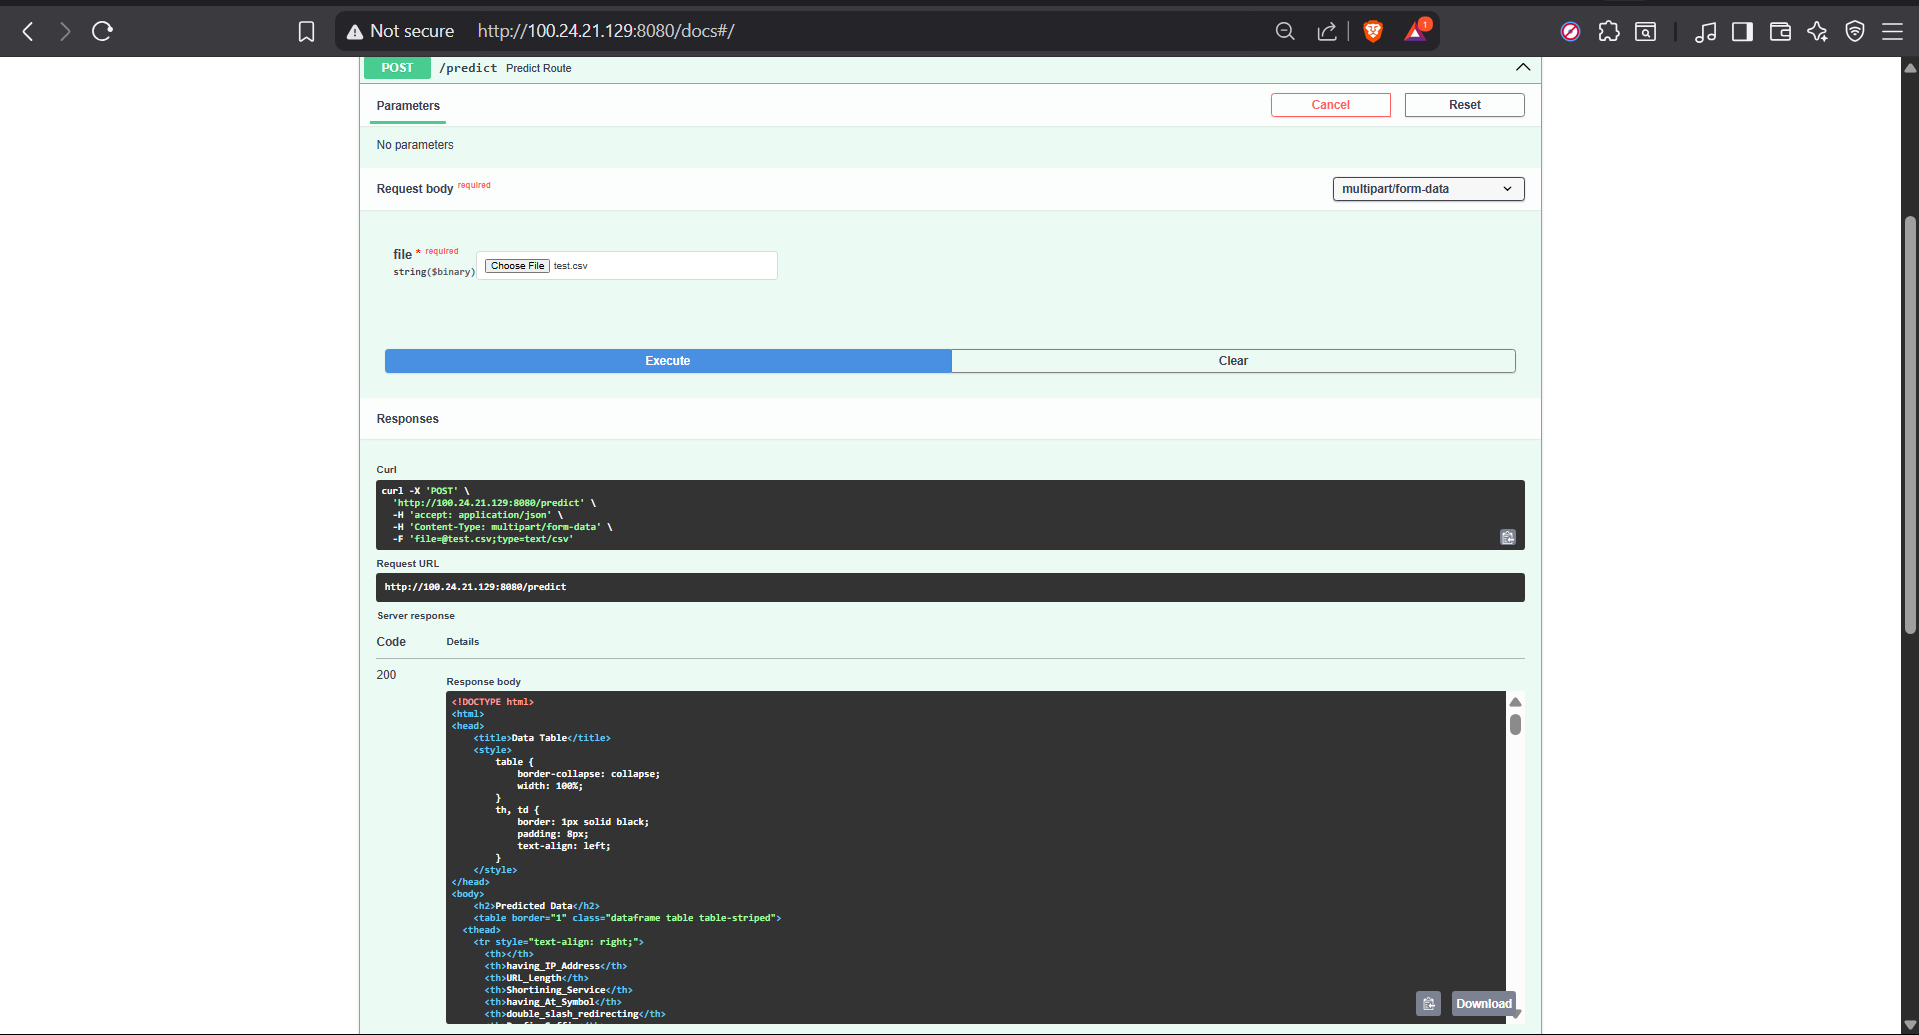 Not secure http://100.24.21.129:8080/docs#/
1
POST /predict Predict Route
Parameters
Cancel
Reset
No parameters
Request body required
multipart/form-data
file * required
string($binary)
Choose File test.csv
Execute
Clear
Responses
Curl
curl -X 'POST' \
'http://100.24.21.129:8080/predict' \
-H 'accept: application/json' \
-H 'Content-Type: multipart/form-data' \
-F 'file=@test.csv;type=text/csv'
Request URL
http://100.24.21.129:8080/predict
Server response
Code Details
200
Response body
<!DOCTYPE html>
<html>
<head>
    <title>Data Table</title>
    <style>
        table {
            border-collapse: collapse;
            width: 100%;
        }
        th, td {
            border: 1px solid black;
            padding: 8px;
            text-align: left;
        }
    </style>
</head>
<body>
    <h2>Predicted Data</h2>
    <table border="1" class="dataframe table table-striped">
  <thead>
    <tr style="text-align: right;">
      <th></th>
      <th>having_IP_Address</th>
      <th>URL_Length</th>
      <th>Shortining_Service</th>
      <th>having_At_Symbol</th>
      <th>double_slash_redirecting</th>
Download